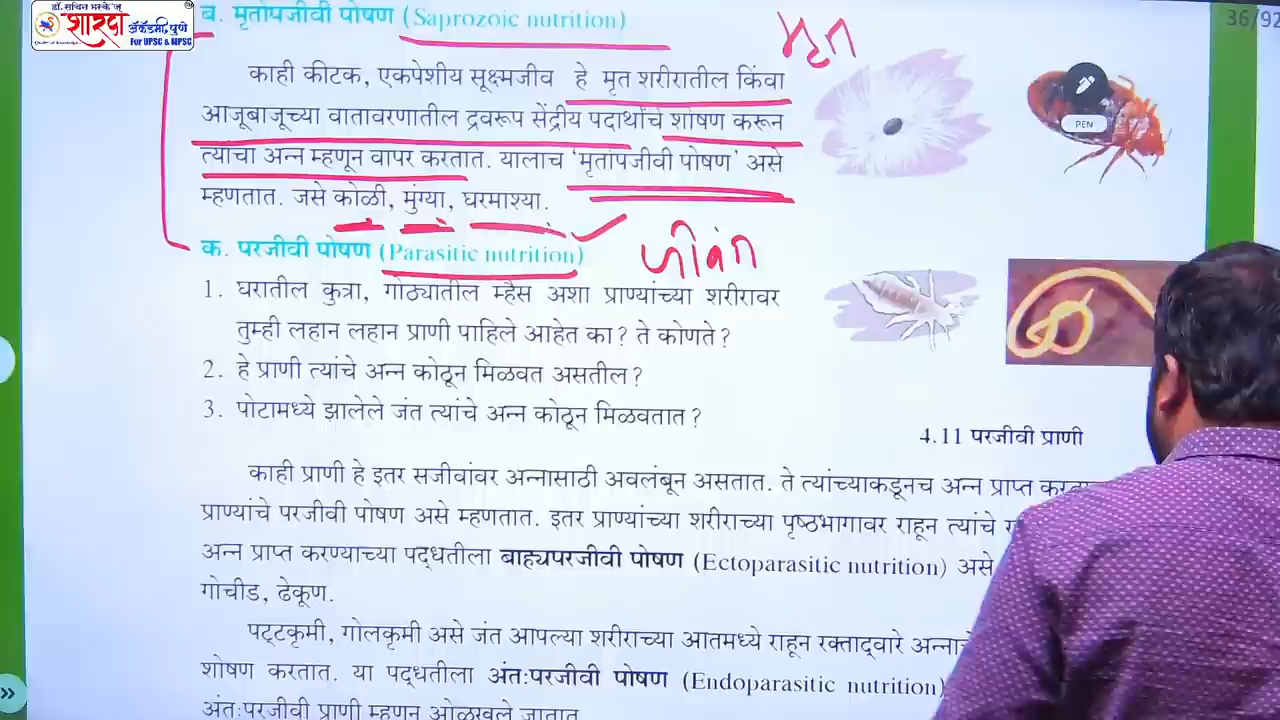 डॉ.सचिन भस्के'ज्
शारदा
ॲकॅडमी, पुणे
For UPSC & MPSC
36/92
ब. मृतोपजीवी पोषण (Saprozoic nutrition)
मृत
काही कीटक, एकपेशीय सूक्ष्मजीव हे मृत शरीरातील किंवा
आजूबाजूच्या वातावरणातील द्रवरूप सेंद्रीय पदार्थांचे शोषण करून
त्याचा अन्न म्हणून वापर करतात. यालाच 'मृतोपजीवी पोषण' असे
म्हणतात. जसे कोळी, मुंग्या, घरमाश्या.
PEN
क. परजीवी पोषण (Parasitic nutrition)
जीवंत
1. घरातील कुत्रा, गोठ्यातील म्हैस अशा प्राण्यांच्या शरीरावर
तुम्ही लहान लहान प्राणी पाहिले आहेत का? ते कोणते?
2. हे प्राणी त्यांचे अन्न कोठून मिळवत असतील?
3. पोटामध्ये झालेले जंत त्यांचे अन्न कोठून मिळवतात?
4.11 परजीवी प्राणी
काही प्राणी हे इतर सजीवांवर अन्नासाठी अवलंबून असतात. ते त्यांच्याकडूनच अन्न प्राप्त
प्राण्यांचे परजीवी पोषण असे म्हणतात. इतर प्राण्यांच्या शरीराच्या पृष्ठभागावर राहून त्यांचे
अन्न प्राप्त करण्याच्या पद्धतीला बाह्यपरजीवी पोषण (Ectoparasitic nutrition) असे
गोचीड, ढेकूण.
पट्टकृमी, गोलकृमी असे जंत आपल्या शरीराच्या आतमध्ये राहून रक्ताद्वारे
शोषण करतात. या पद्धतीला अंतःपरजीवी पोषण (Endoparasitic nutrition)
अंतःपरजीवी प्राणी म्हणून ओळखले जातात